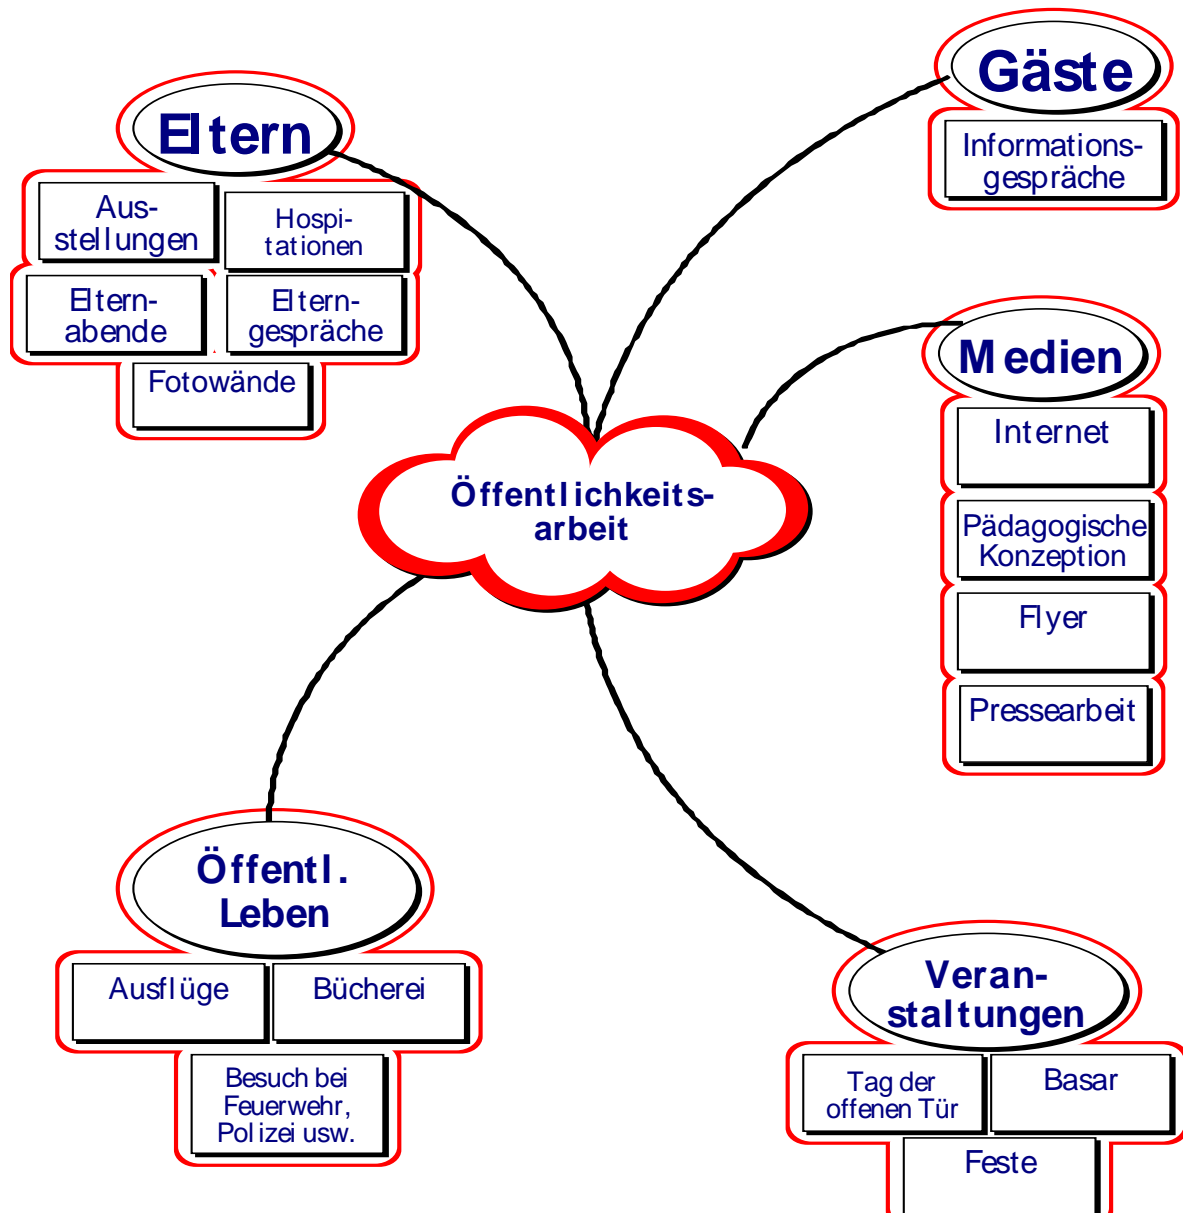 Gäste
Informations-
gespräche
Eltern
Aus-
stellungen
Hospi-
tationen
Eltern-
abende
Eltern-
gespräche
Fotowände
Medien
Internet
Pädagogische
Konzeption
Flyer
Pressearbeit
Öffentlichkeits-
arbeit
Öffentl.
Leben
Ausflüge
Bücherei
Besuch bei
Feuerwehr,
Polizei usw.
Veran-
staltungen
Tag der
offenen Tür
Basar
Feste